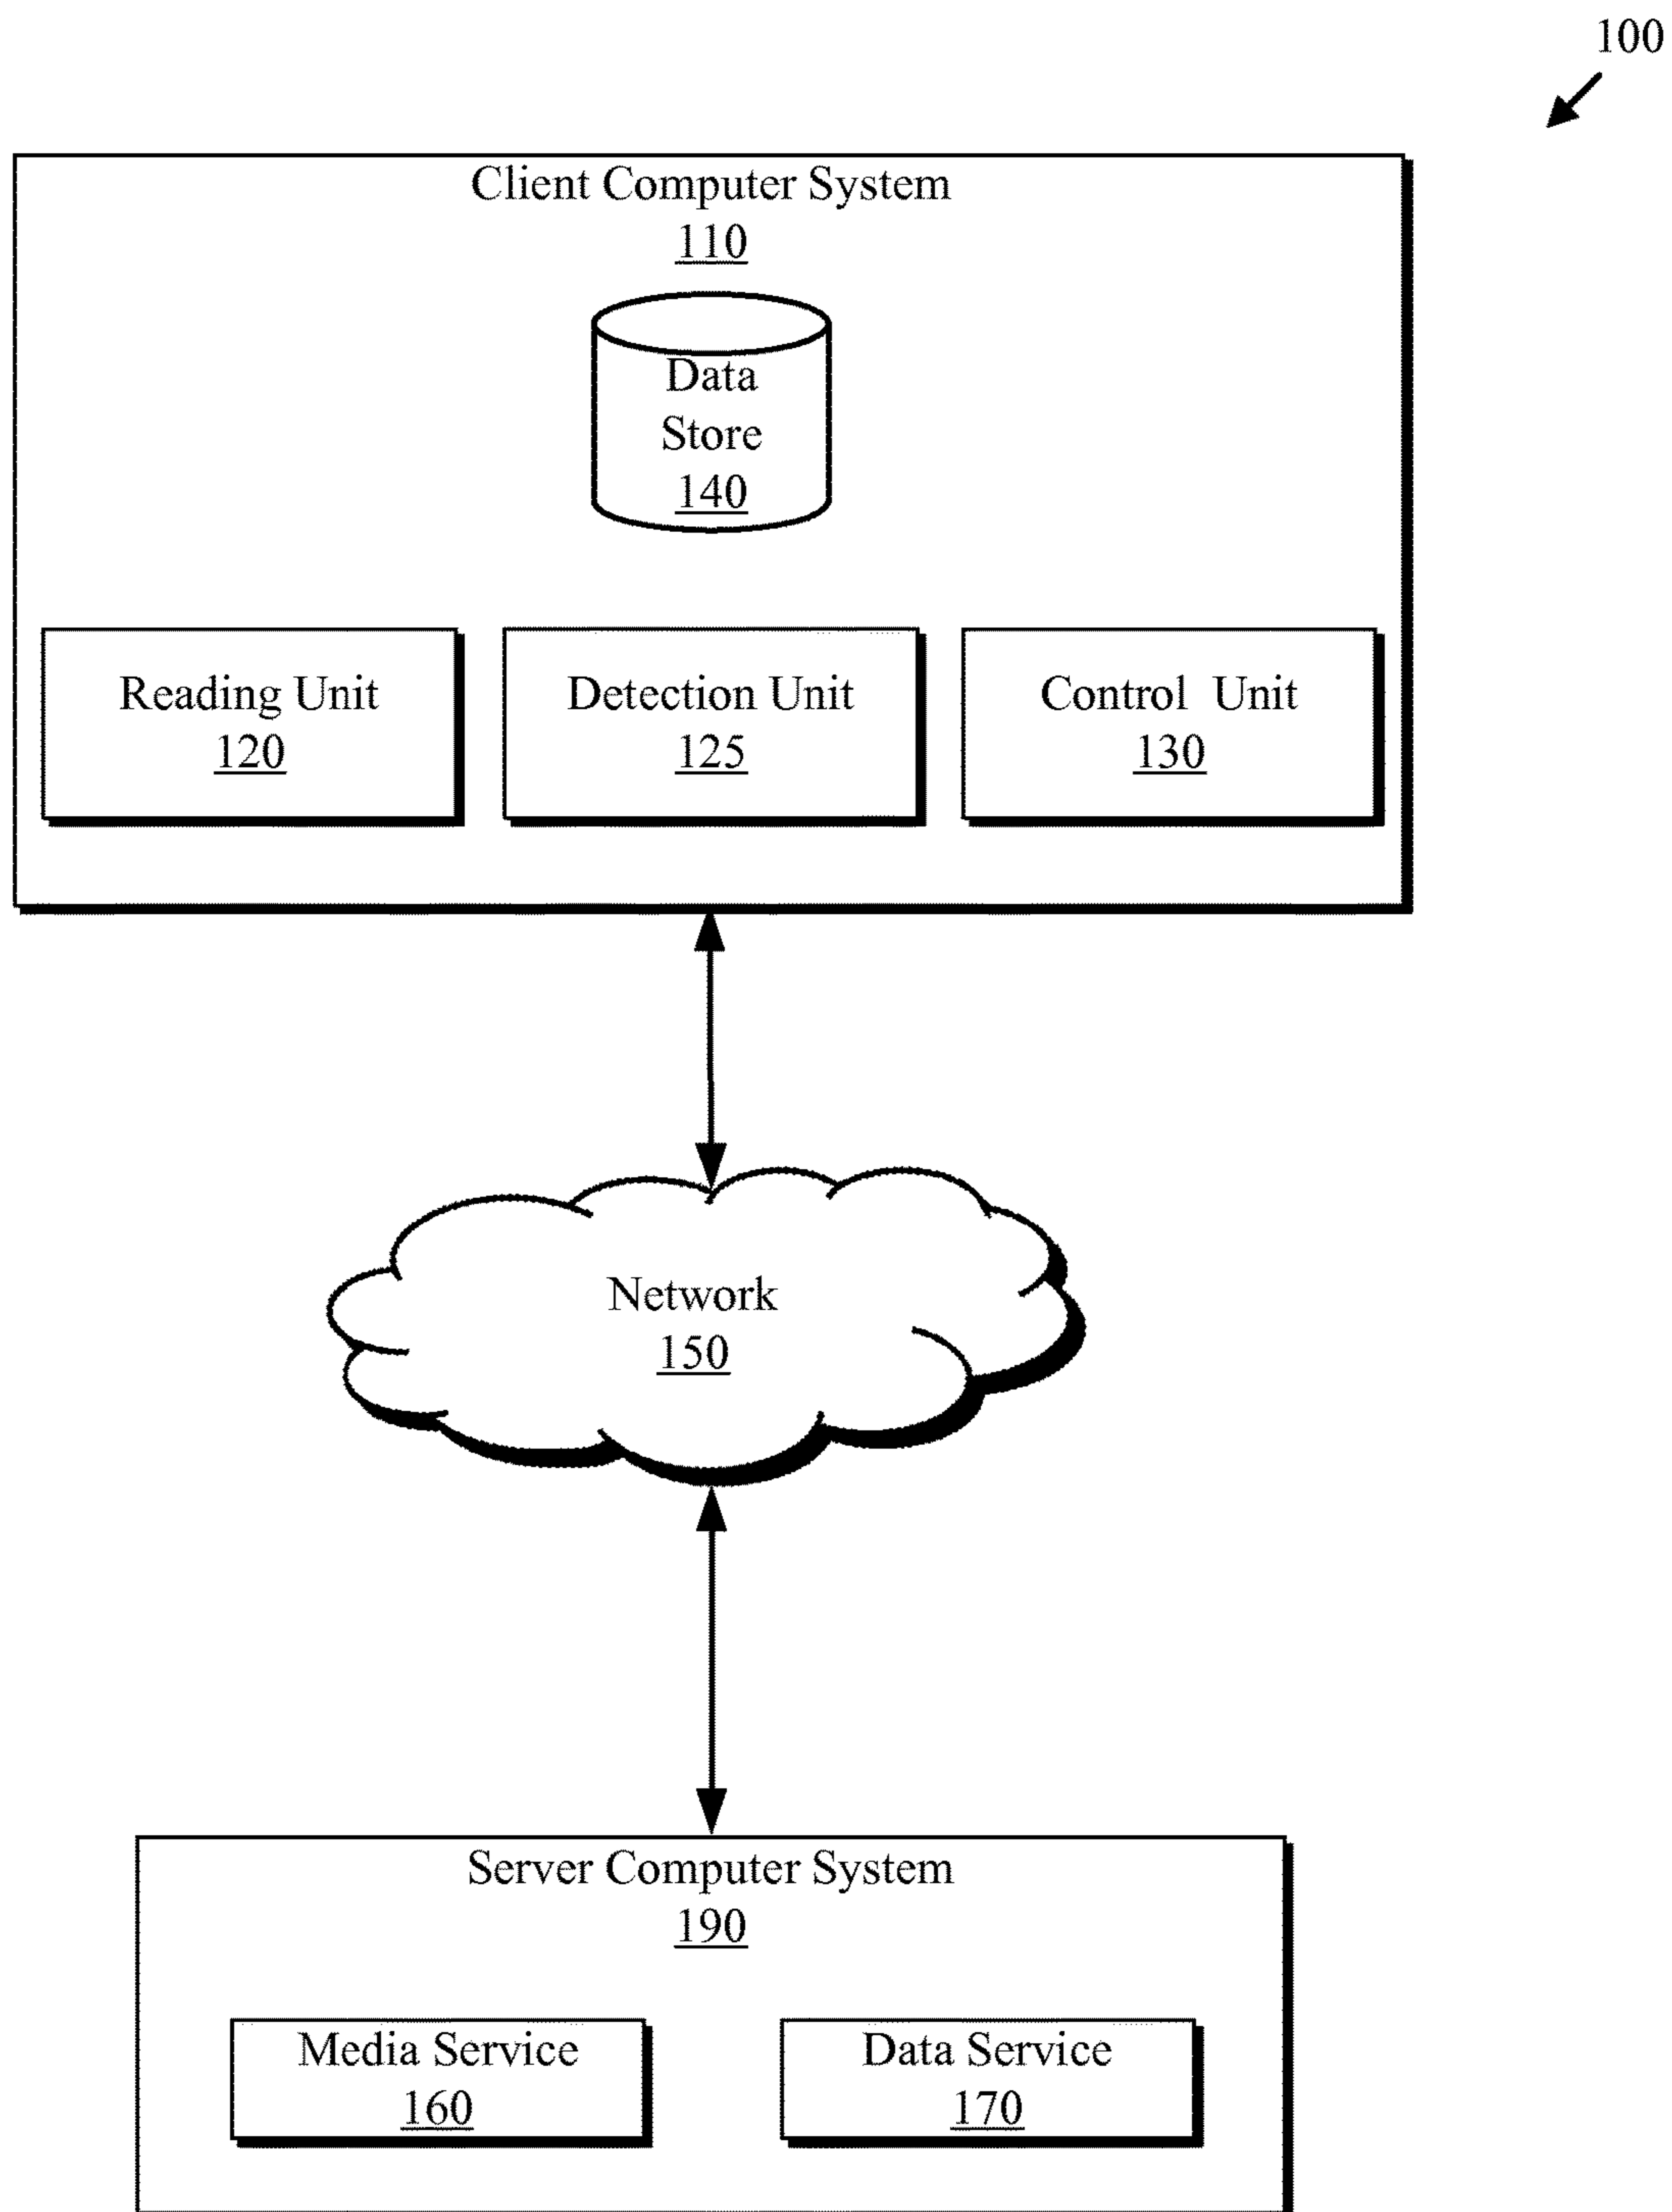 100
Client Computer System
110
Data
Store
140
Reading Unit
120
Detection Unit
125
Control Unit
130
Network
150
Server Computer System
190
Media Service
160
Data Service
170